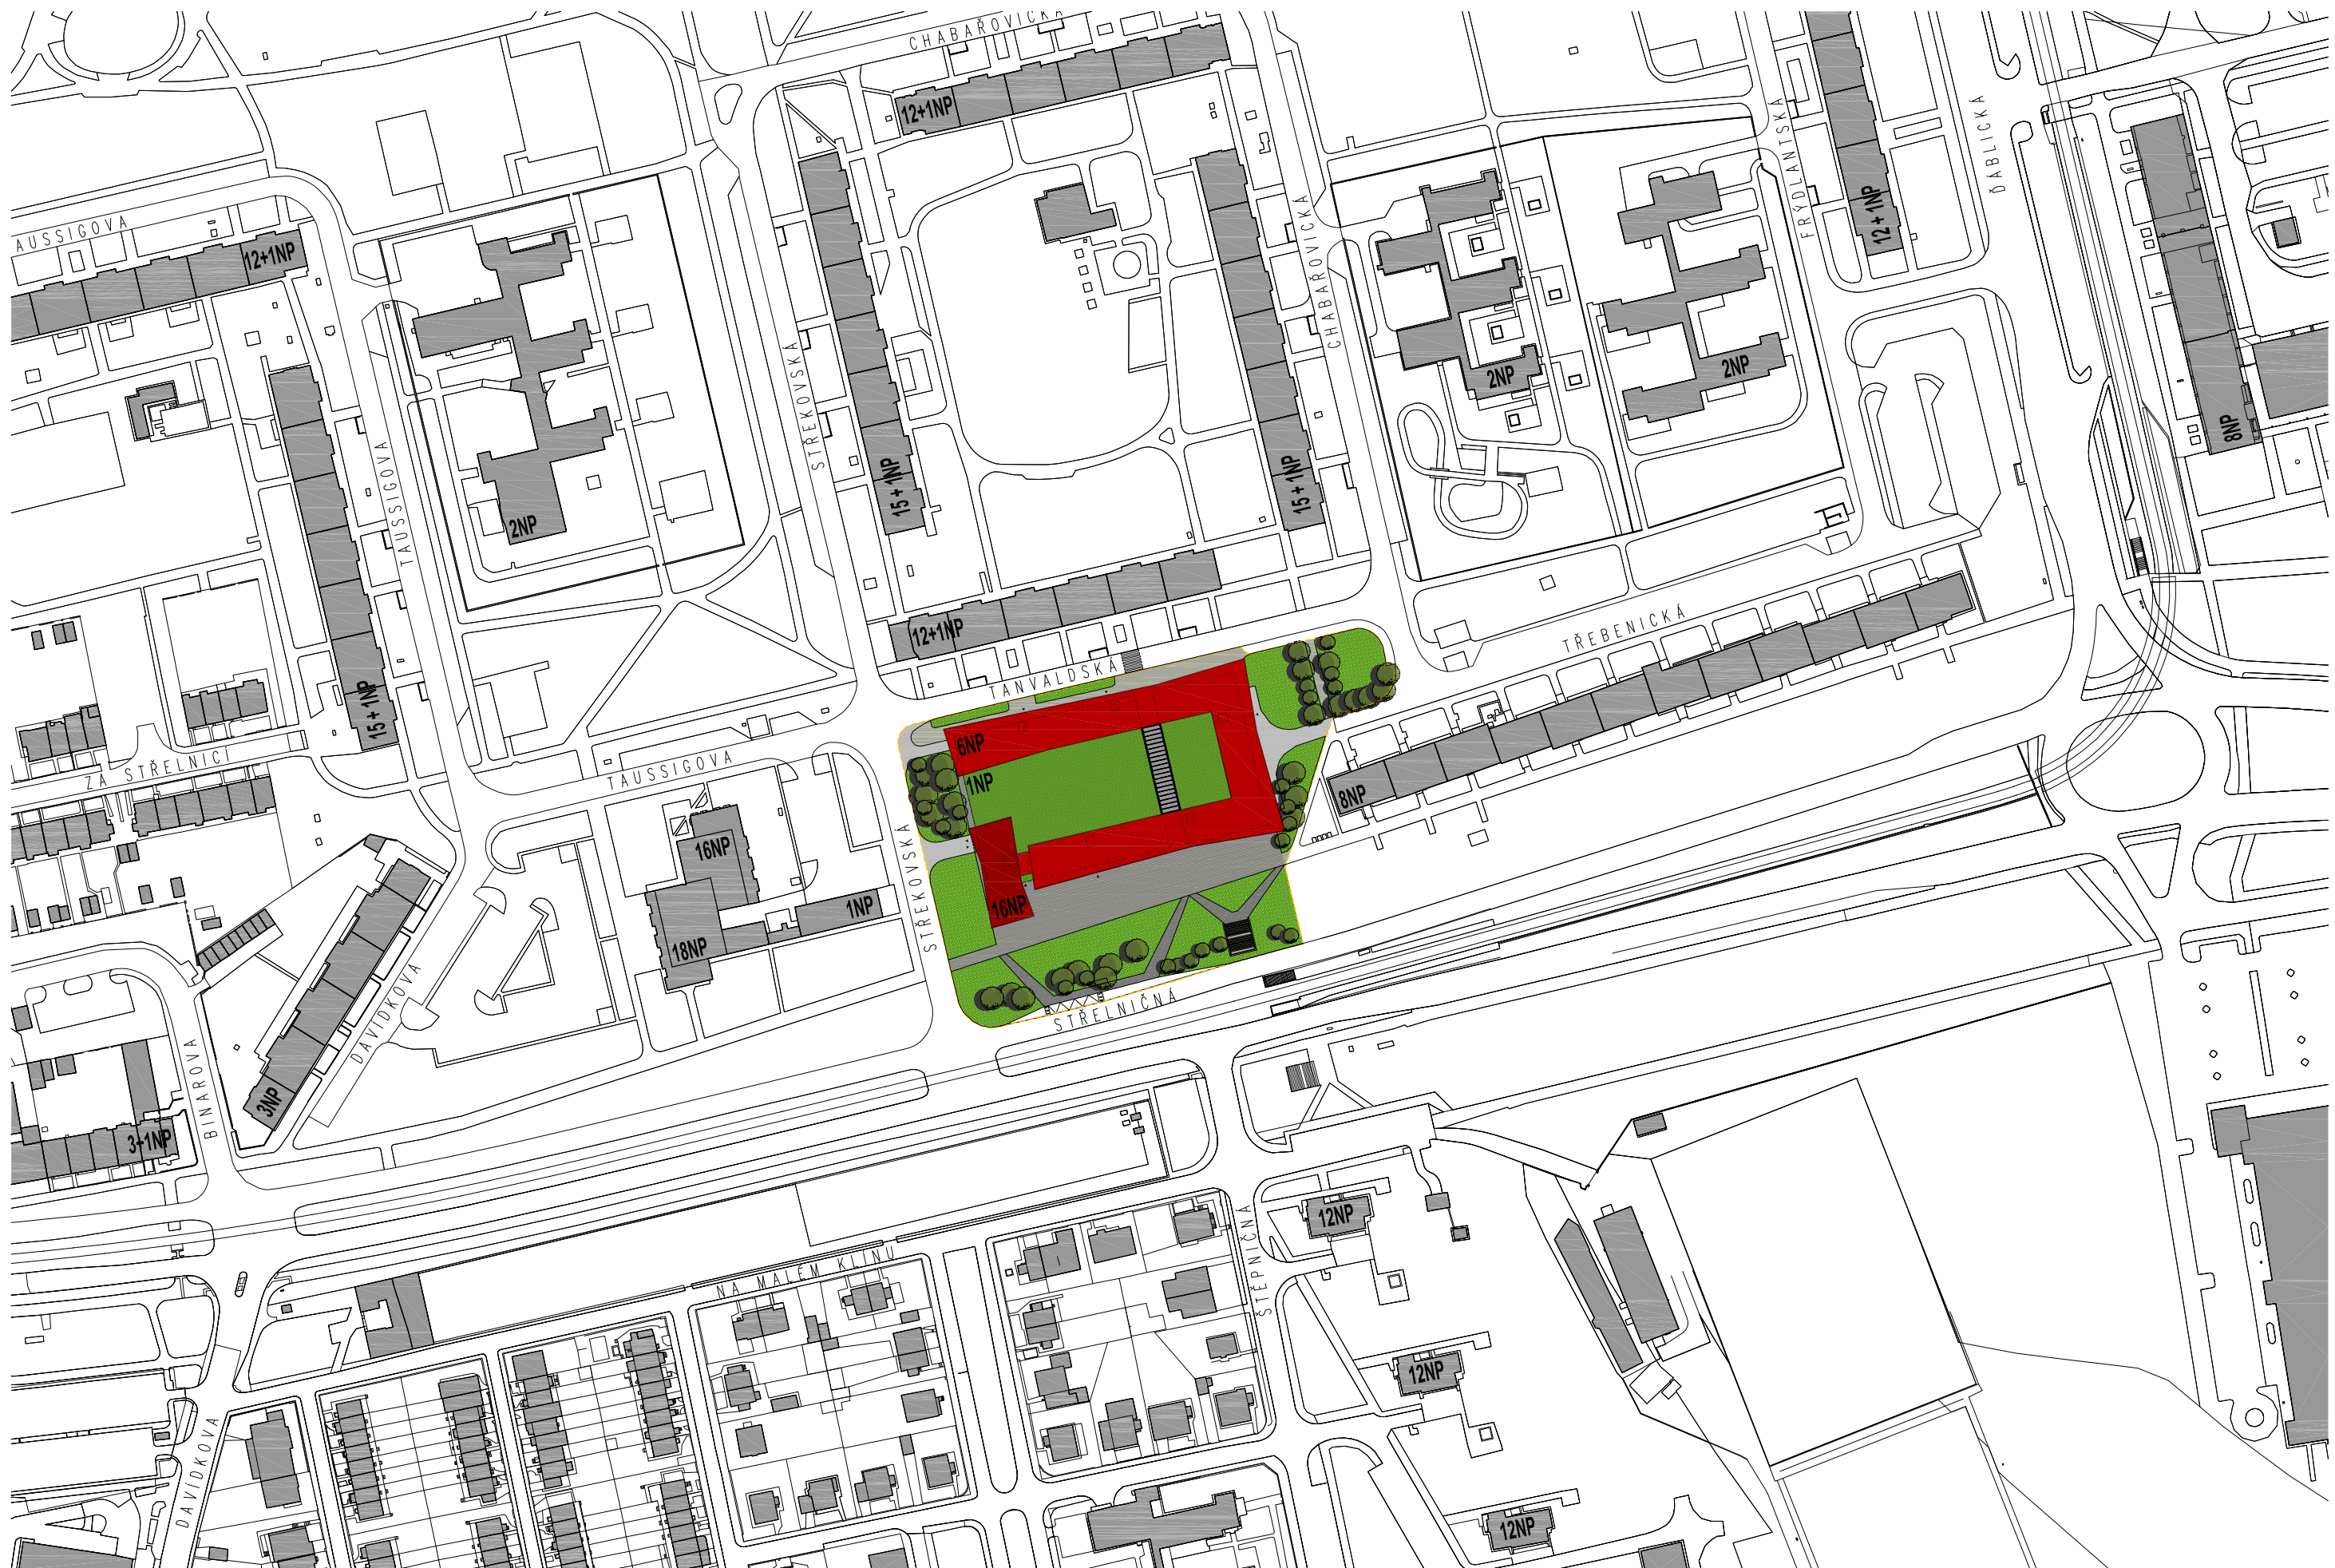 CHABAŘOVICKÁ
12+1NP
AUSSIGOVA
12+1NP
FRÝDLANTSKÁ
ĎÁBLICKÁ
12+1NP
CHABAŘOVICKÁ
STŘEKOVSKÁ
TAUSSIGOVA
2NP
2NP
8NP
15+1NP
15+1NP
2NP
12+1NP
TŘEBENICKÁ
TANVALDSKÁ
15+1NP
6NP
1NP
ZA STŘELNICÍ
TAUSSIGOVA
8NP
STŘEKOVSKÁ
16NP
16NP
1NP
18NP
DAVÍDKOVA
STŘELNIČNÁ
BINAROVA
3NP
3+1NP
12NP
ŠTĚPNIČNÁ
NA MALÉM KLÍNU
12NP
DAVÍDKOVA
12NP